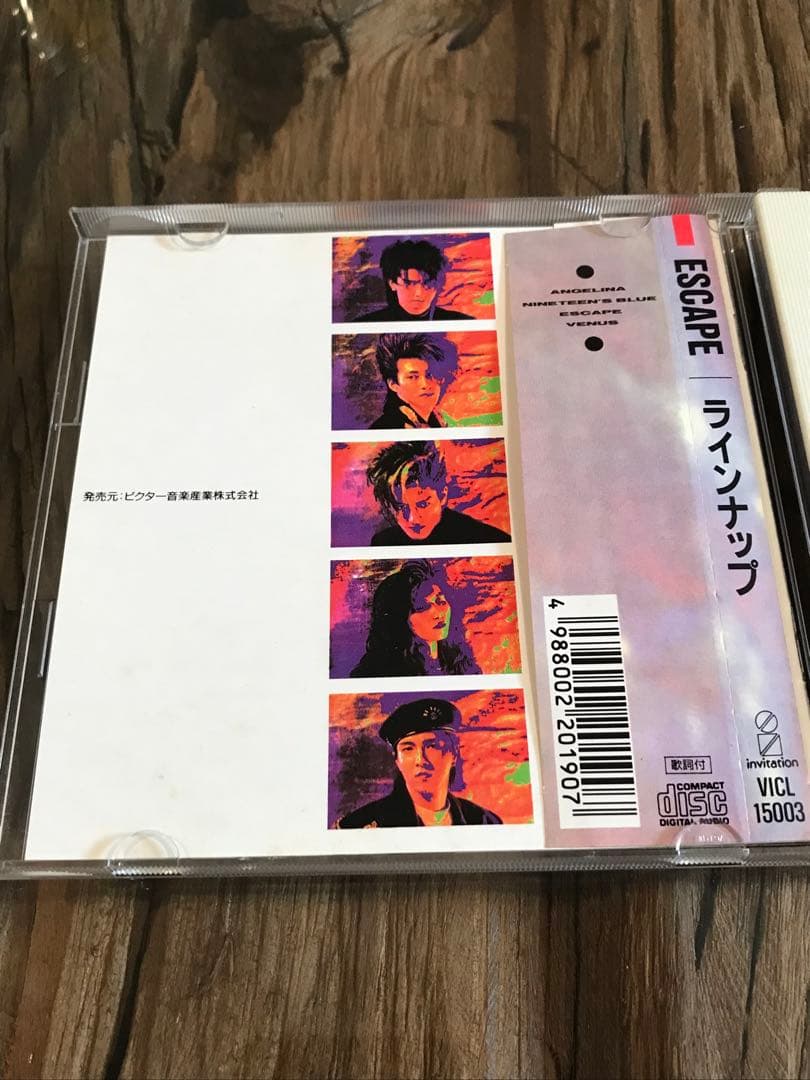 発売元:ビクター音楽産業株式会社
ANGELINA
NINETEEN'S BLUE
ESCAPE
VENUS
4 988002 201907
ESCAPE
ラインナップ
歌詞付
COMPACT
disc
DIGITAL AUDIO
invitation
VICL
15003